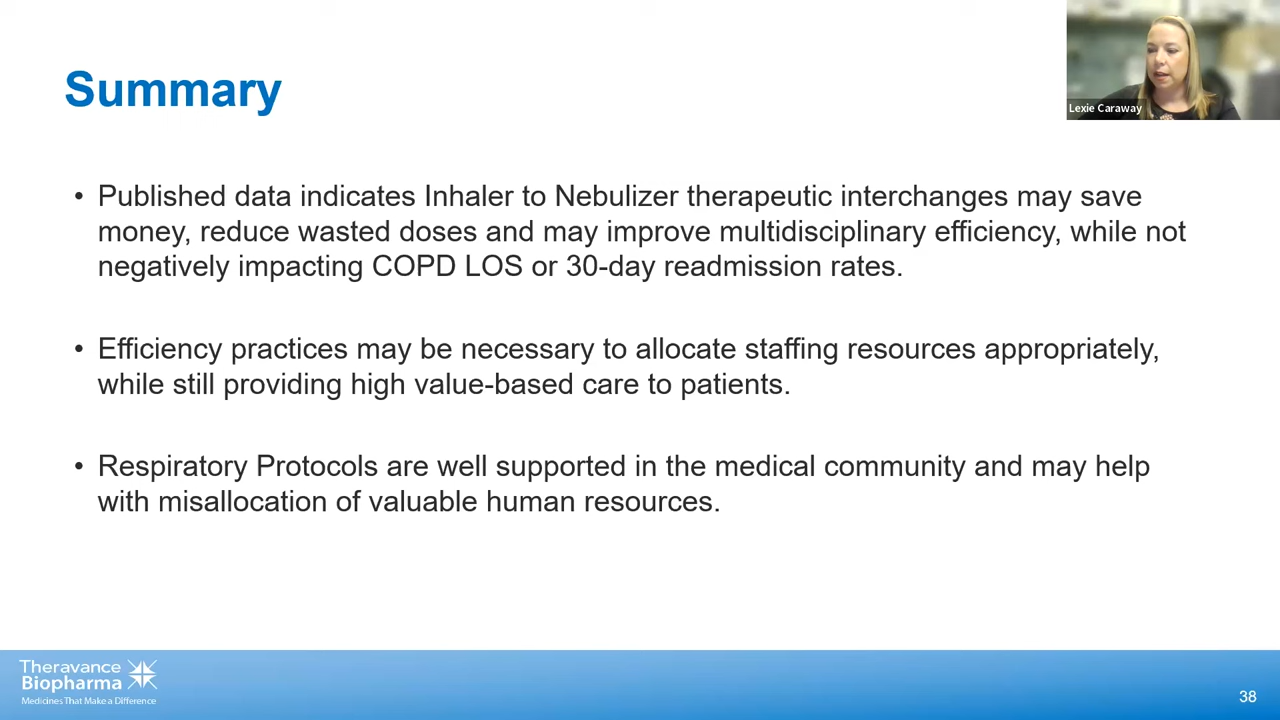 Summary
Lexie Caraway
• Published data indicates Inhaler to Nebulizer therapeutic interchanges may save
money, reduce wasted doses and may improve multidisciplinary efficiency, while not
negatively impacting COPD LOS or 30-day readmission rates.
• Efficiency practices may be necessary to allocate staffing resources appropriately,
while still providing high value-based care to patients.
• Respiratory Protocols are well supported in the medical community and may help
with misallocation of valuable human resources.
Theravance
Biopharma
Medicines That Make a Difference
38